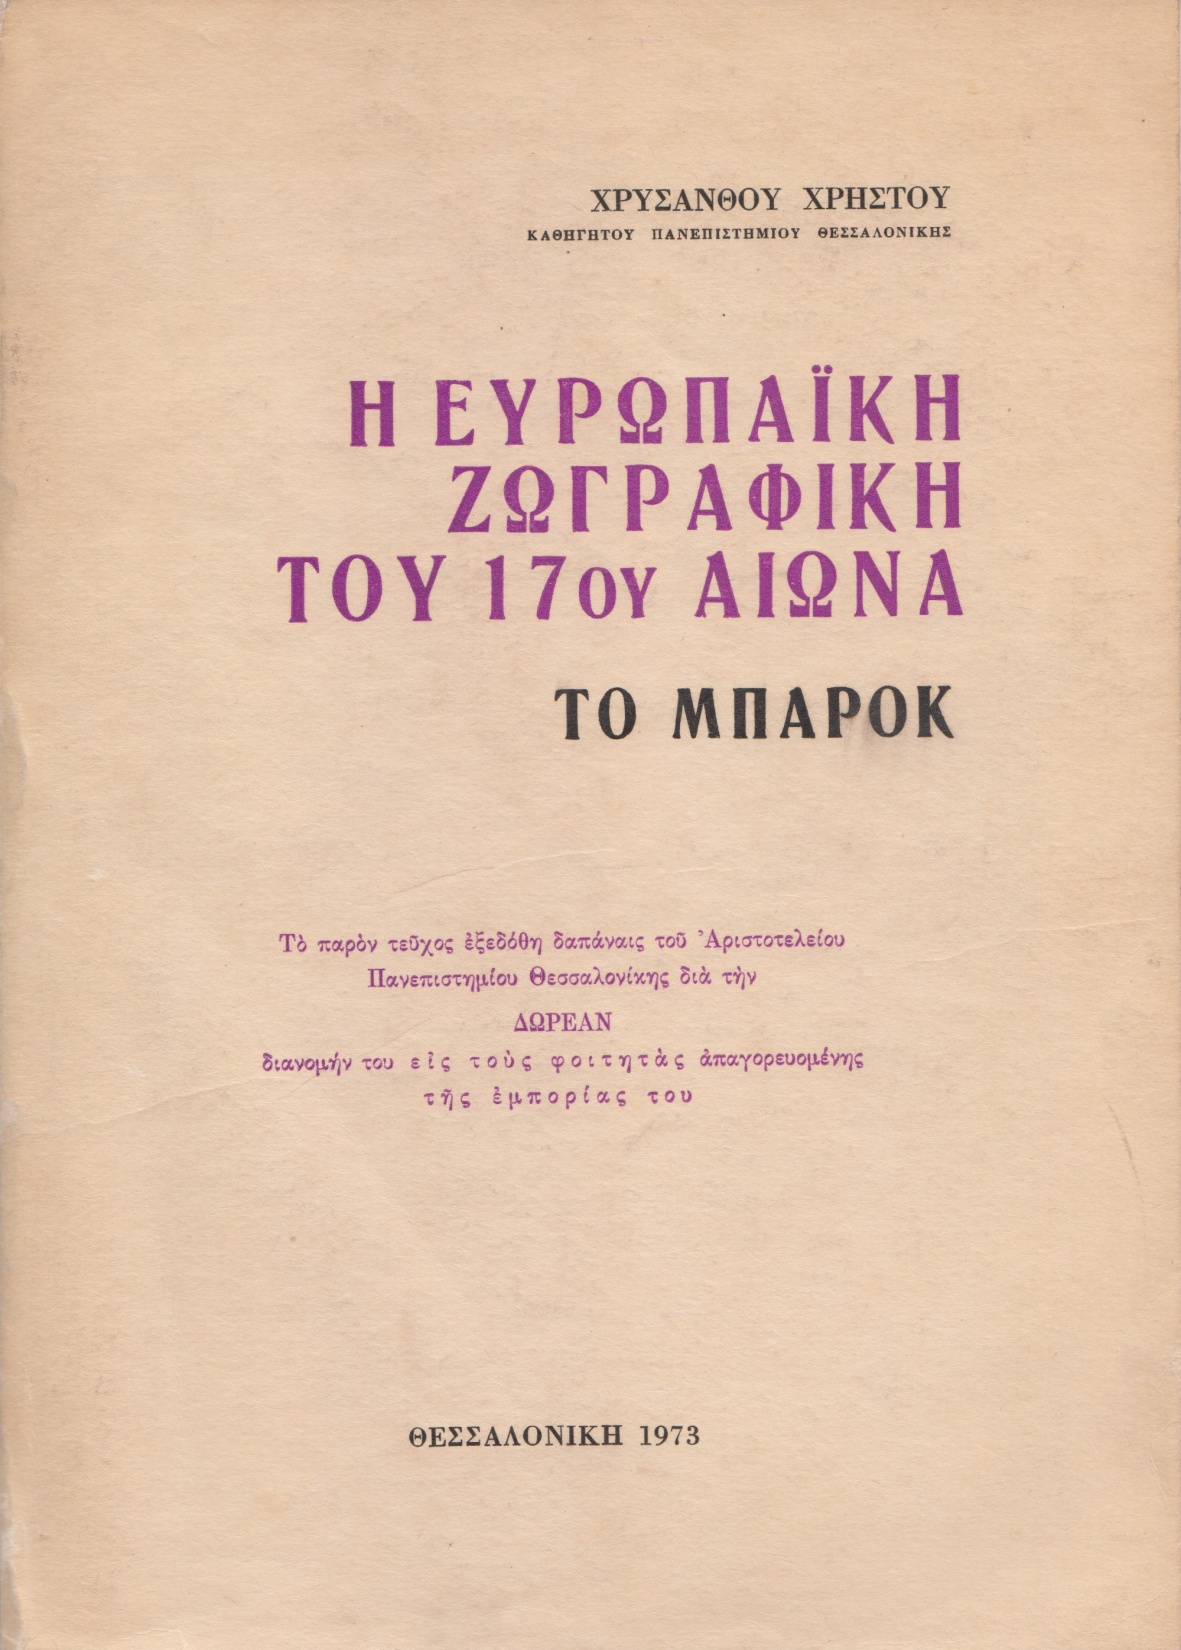 ΧΡΥΣΑΝΘΟΥ ΧΡΗΣΤΟΥ
ΚΑΘΗΓΗΤΟΥ ΠΑΝΕΠΙΣΤΗΜΙΟΥ ΘΕΣΣΑΛΟΝΙΚΗΣ
Η ΕΥΡΩΠΑΪΚΗ
ΖΩΓΡΑΦΙΚΗ
ΤΟΥ 17ΟΥ ΑΙΩΝΑ
ΤΟ ΜΠΑΡΟΚ
Τὸ παρὸν τεῦχος ἐξεδόθη δαπάναις τοῦ Ἀριστοτελείου
Πανεπιστημίου Θεσσαλονίκης διὰ τὴν
ΔΩΡΕΑΝ
διανομήν του εἰς τοὺς φοιτητὰς ἀπαγορευομένης
τῆς ἐμπορίας του
ΘΕΣΣΑΛΟΝΙΚΗ 1973